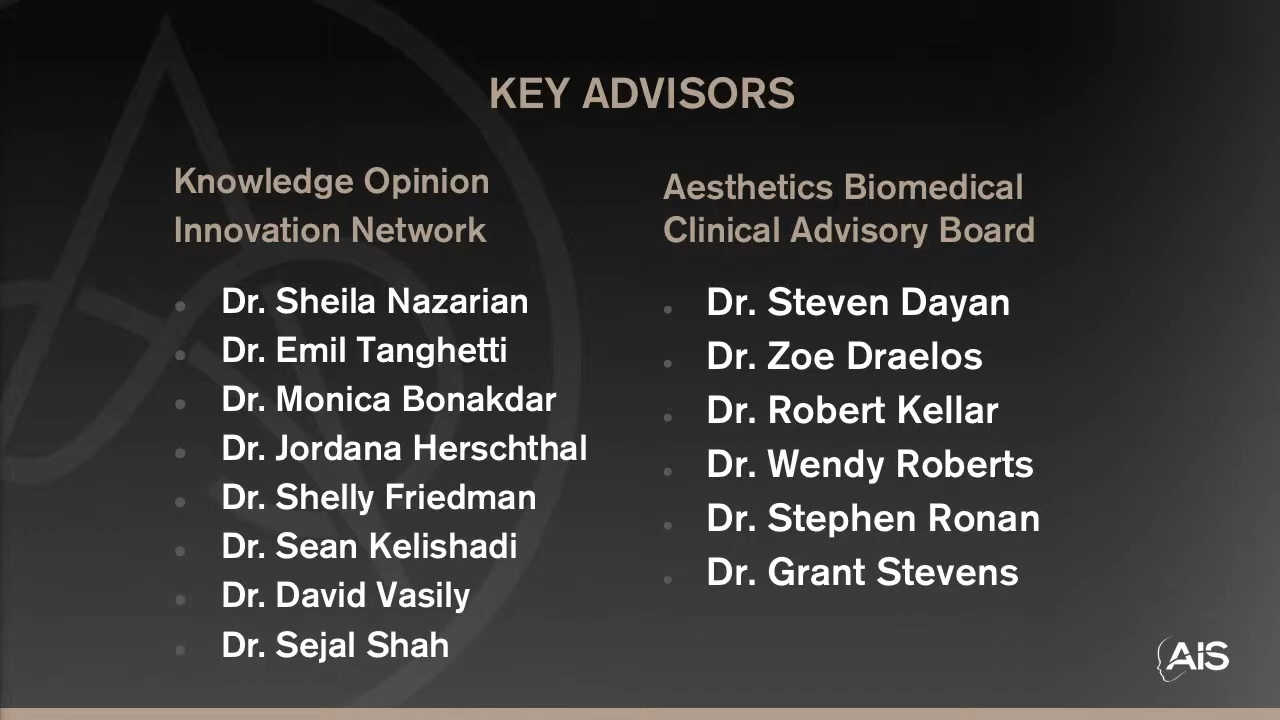 KEY ADVISORS
Knowledge Opinion
Innovation Network
Dr. Sheila Nazarian
Dr. Emil Tanghetti
Dr. Monica Bonakdar
Dr. Jordana Herschthal
Dr. Shelly Friedman
Dr. Sean Kelishadi
Dr. David Vasily
Dr. Sejal Shah
Aesthetics Biomedical
Clinical Advisory Board
Dr. Steven Dayan
Dr. Zoe Draelos
Dr. Robert Kellar
Dr. Wendy Roberts
Dr. Stephen Ronan
Dr. Grant Stevens
AIS